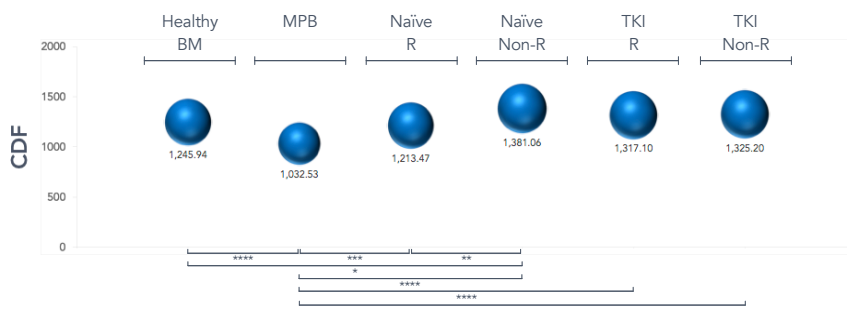 Healthy BM
MPB
Naïve R
Naïve Non-R
TKI R
TKI Non-R
CDF
2000
1500
1000
500
0
1,245.94
1,032.53
1,213.47
1,381.06
1,317.10
1,325.20
****
***
**
*
****
****